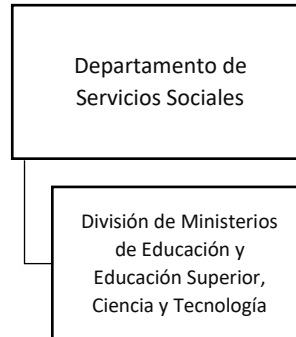 Departamento de
Servicios Sociales
División de Ministerios
de Educación y
Educación Superior,
Ciencia y Tecnología